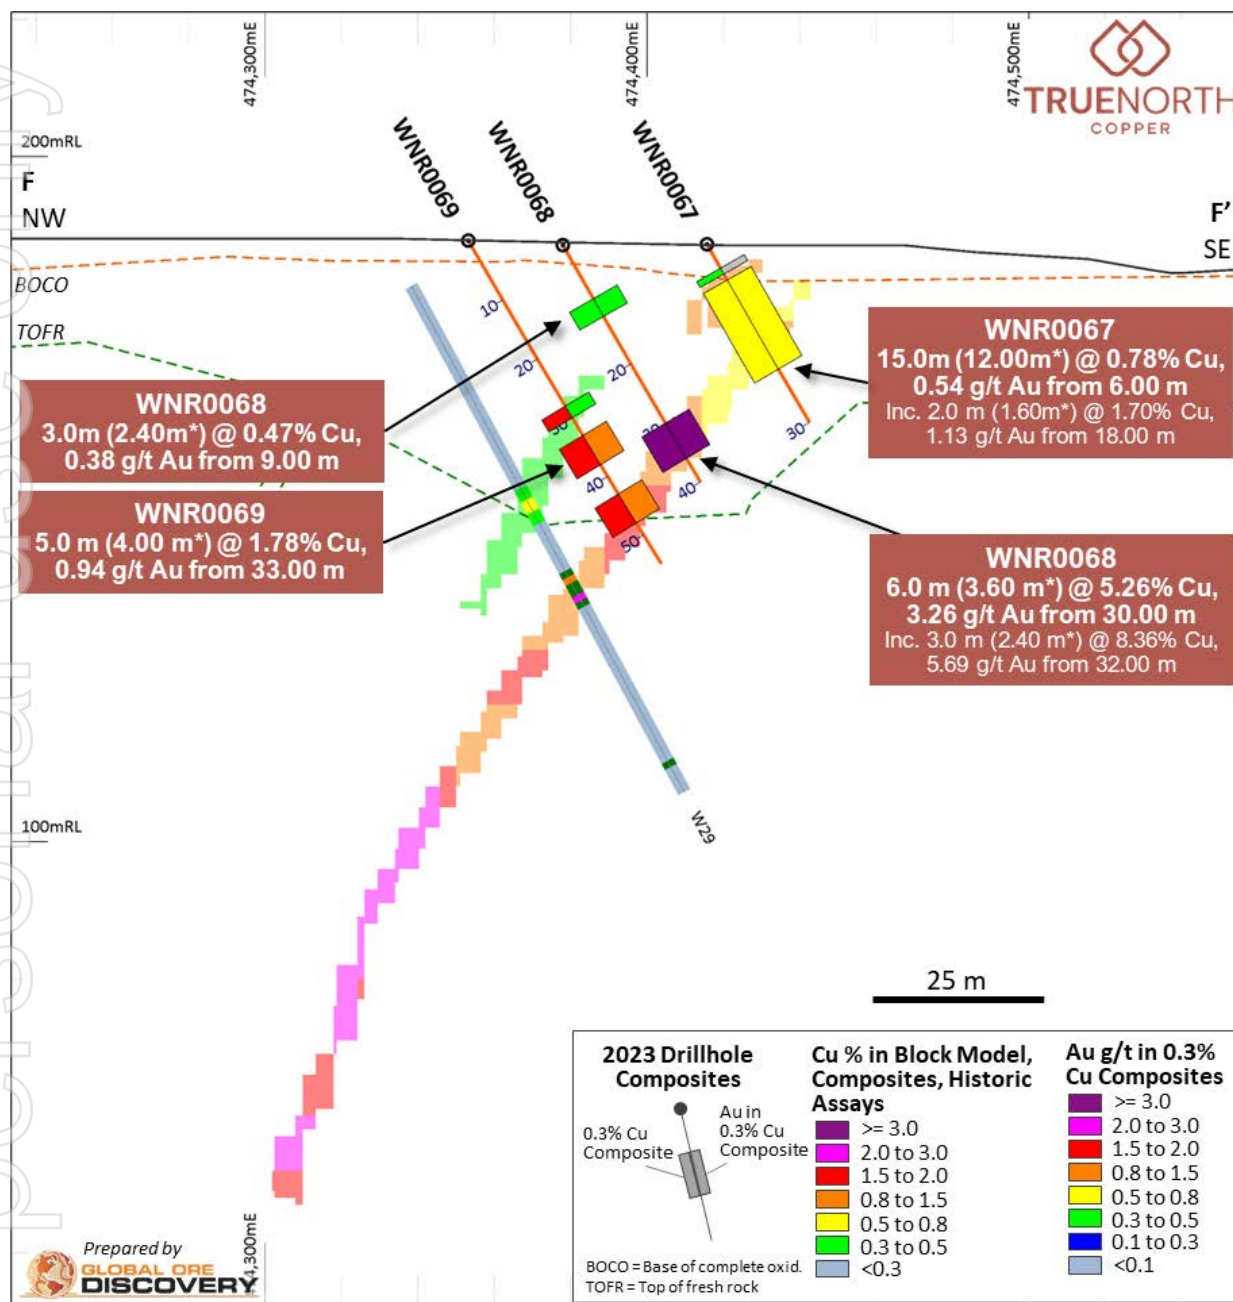 474,300mE
474,400mE
474,500mE
TRUENORTH
COPPER
WNR0069
WNR0068
WNR0067
200mRL
F
NW
F'
SE
BOCO
TOFR
10
20
30
40
50
20
30
40
30
WNR0067
15.0m (12.00m*) @ 0.78% Cu,
0.54 g/t Au from 6.00 m
Inc. 2.0 m (1.60m*) @ 1.70% Cu,
1.13 g/t Au from 18.00 m
WNR0068
3.0m (2.40m*) @ 0.47% Cu,
0.38 g/t Au from 9.00 m
WNR0069
5.0 m (4.00 m*) @ 1.78% Cu,
0.94 g/t Au from 33.00 m
WNR0068
6.0 m (3.60 m*) @ 5.26% Cu,
3.26 g/t Au from 30.00 m
Inc. 3.0 m (2.40 m*) @ 8.36% Cu,
5.69 g/t Au from 32.00 m
W29
100mRL
25 m
2023 Drillhole
Composites
0.3% Cu
Composite
Au in
0.3% Cu
Composite
BOCO = Base of complete oxid.
TOFR = Top of fresh rock
Cu % in Block Model,
Composites, Historic
Assays
>= 3.0
2.0 to 3.0
1.5 to 2.0
0.8 to 1.5
0.5 to 0.8
0.3 to 0.5
<0.3
Au g/t in 0.3%
Cu Composites
>= 3.0
2.0 to 3.0
1.5 to 2.0
0.8 to 1.5
0.5 to 0.8
0.3 to 0.5
0.1 to 0.3
<0.1
Prepared by
GLOBAL ORE
DISCOVERY
4,300mE